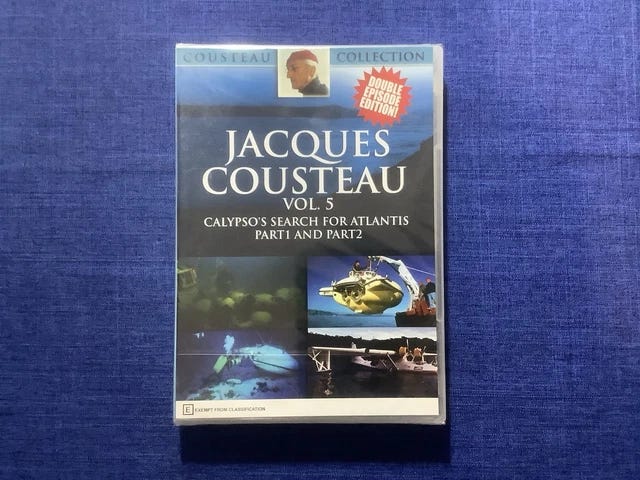 COUSTEAU COLLECTION
DOUBLE
EPISODE
EDITION!
JACQUES
COUSTEAU
VOL. 5
CALYPSO'S SEARCH FOR ATLANTIS
PART1 AND PART2
E EXEMPT FROM CLASSIFICATION